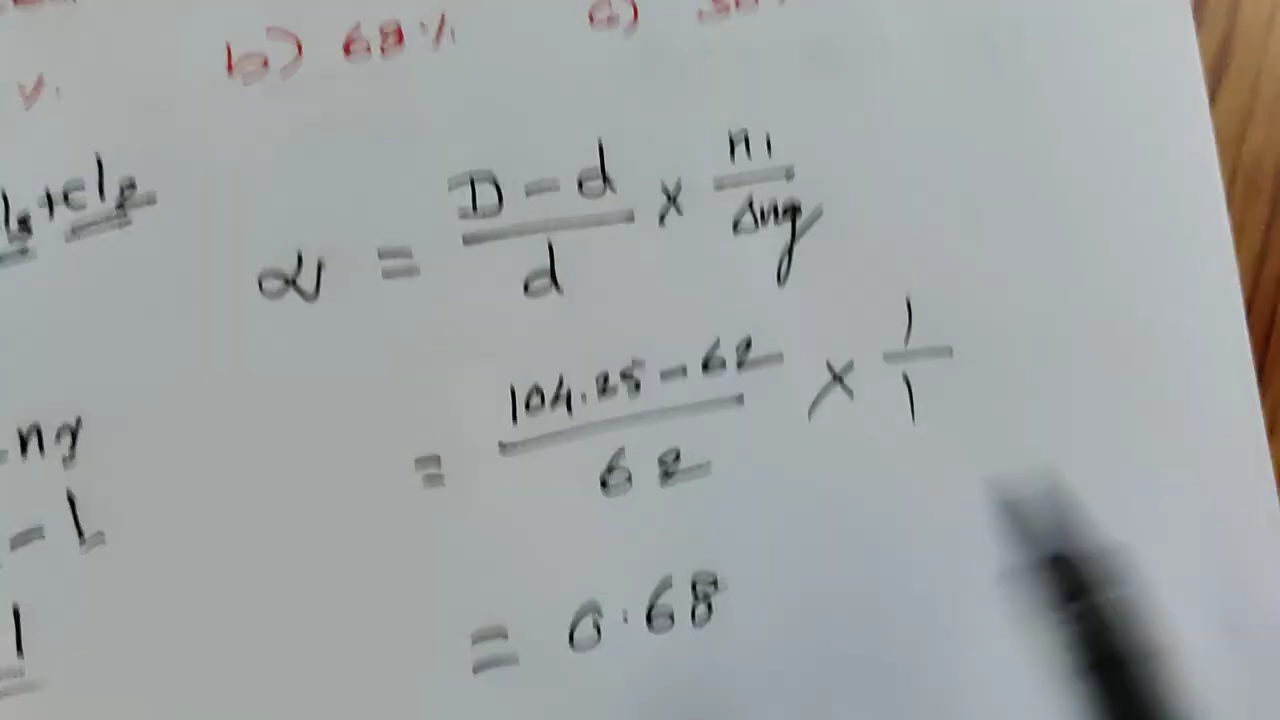 b) 68%
α = D - d / d × n1 / Δng
= 104.25 - 62 / 62 × 1 / 1
= 0.68